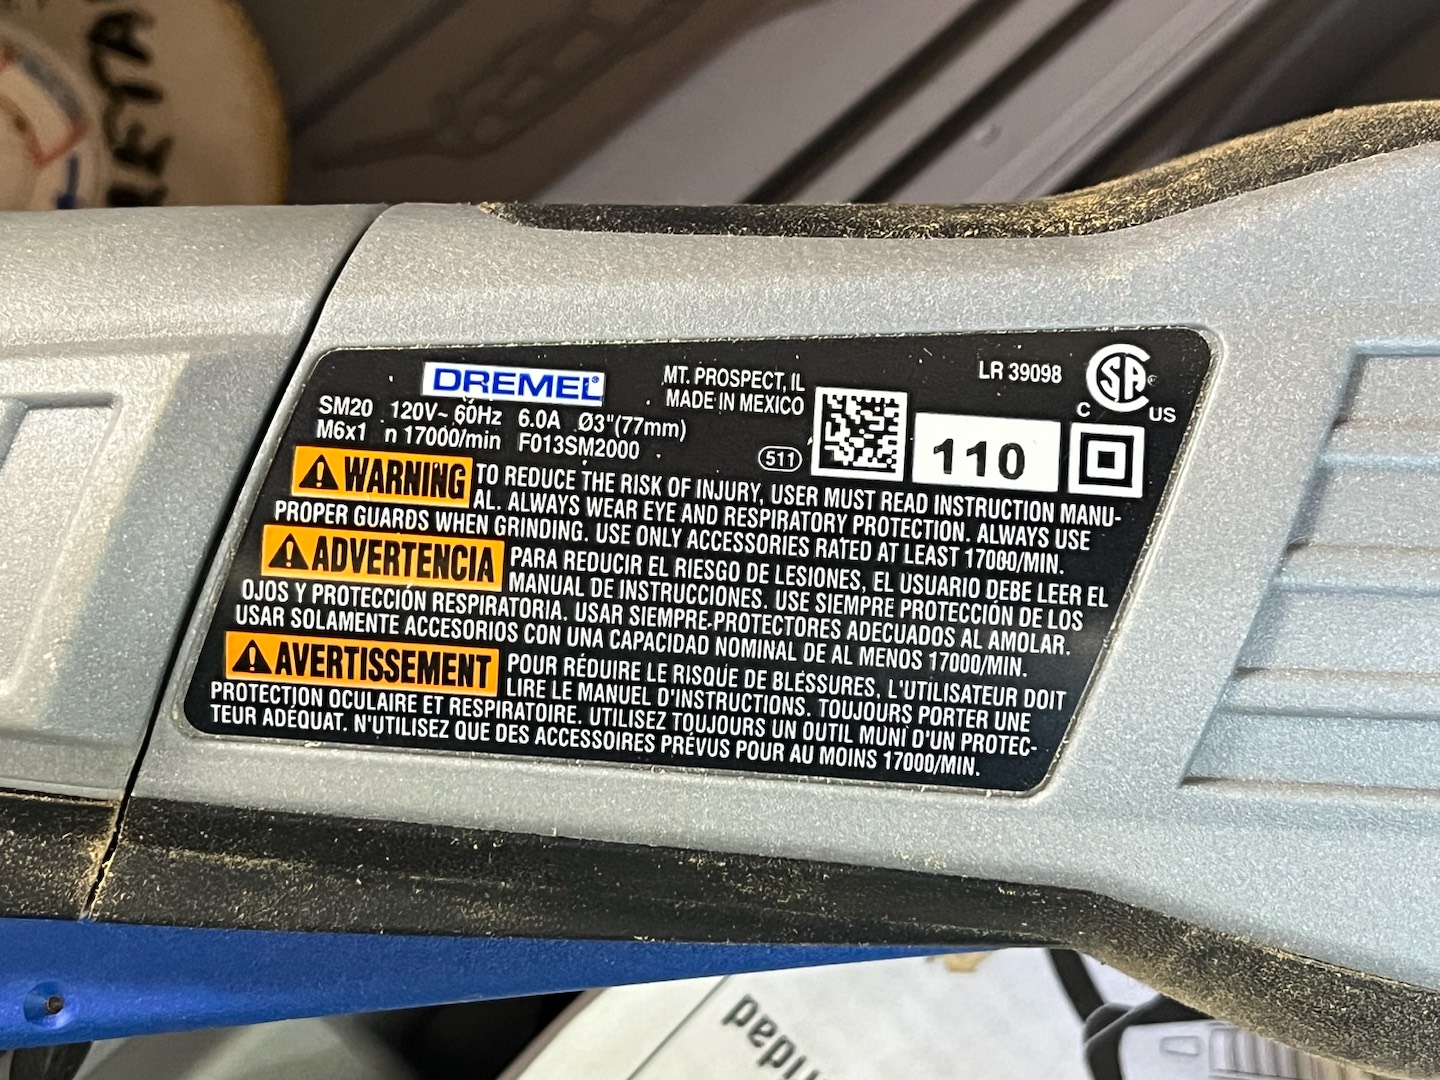 DREMEL®
MT. PROSPECT, IL
MADE IN MEXICO
LR 39098
SA
C US
SM20 120V~ 60Hz 6.0A Ø3"(77mm)
M6x1 n 17000/min F013SM2000
511
110
WARNING TO REDUCE THE RISK OF INJURY, USER MUST READ INSTRUCTION MANU-
AL. ALWAYS WEAR EYE AND RESPIRATORY PROTECTION. ALWAYS USE
PROPER GUARDS WHEN GRINDING. USE ONLY ACCESSORIES RATED AT LEAST 17000/MIN.
ADVERTENCIA PARA REDUCIR EL RIESGO DE LESIONES, EL USUARIO DEBE LEER EL
MANUAL DE INSTRUCCIONES. USE SIEMPRE PROTECCIÓN DE LOS
OJOS Y PROTECCIÓN RESPIRATORIA. USAR SIEMPRE PROTECTORES ADECUADOS AL AMOLAR.
USAR SOLAMENTE ACCESORIOS CON UNA CAPACIDAD NOMINAL DE AL MENOS 17000/MIN.
AVERTISSEMENT POUR RÉDUIRE LE RISQUE DE BLESSURES, L'UTILISATEUR DOIT
LIRE LE MANUEL D'INSTRUCTIONS. TOUJOURS PORTER UNE
PROTECTION OCULAIRE ET RESPIRATOIRE. UTILISEZ TOUJOURS UN OUTIL MUNI D'UN PROTEC-
TEUR ADÉQUAT. N'UTILISEZ QUE DES ACCESSOIRES PRÉVUS POUR AU MOINS 17000/MIN.